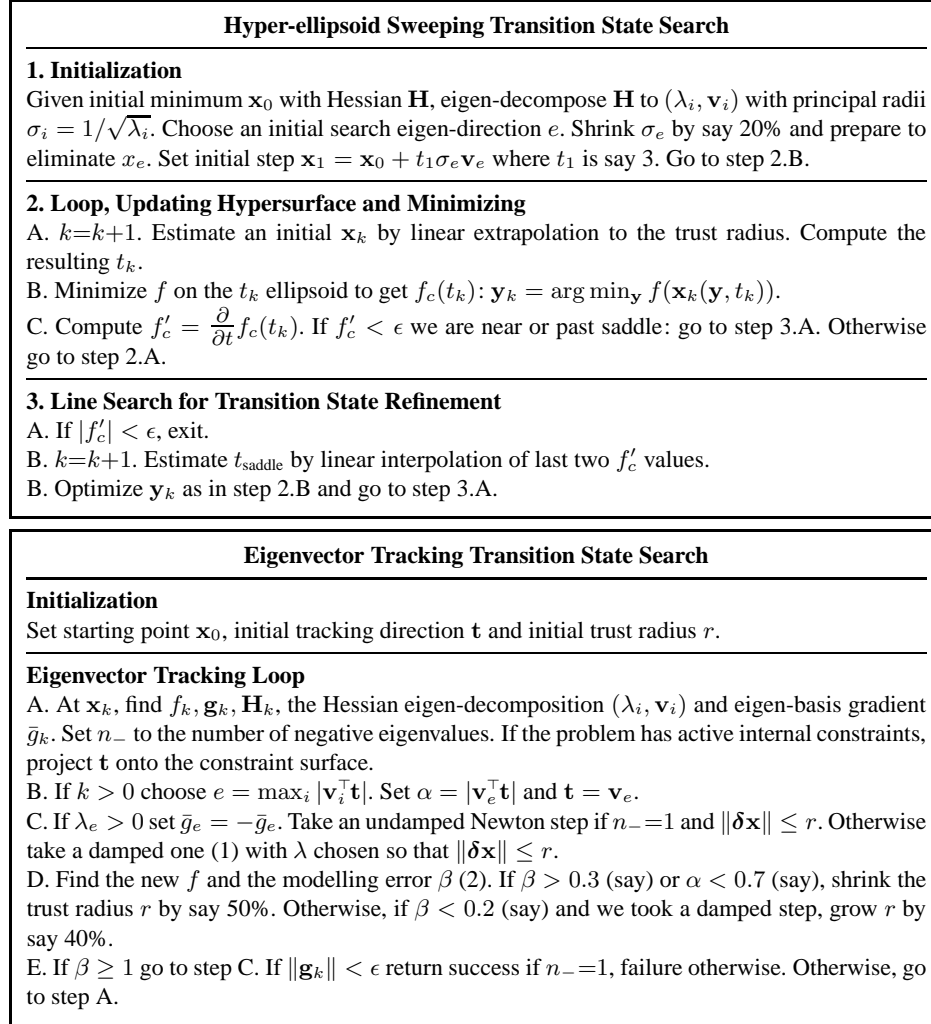 Hyper-ellipsoid Sweeping Transition State Search
1. Initialization
Given initial minimum x₀ with Hessian H, eigen-decompose H to (λᵢ, vᵢ) with principal radii
σᵢ = 1/√λᵢ. Choose an initial search eigen-direction e. Shrink σₑ by say 20% and prepare to
eliminate xₑ. Set initial step x₁ = x₀ + t₁σₑvₑ where t₁ is say 3. Go to step 2.B.
2. Loop, Updating Hypersurface and Minimizing
A. k=k+1. Estimate an initial xₖ by linear extrapolation to the trust radius. Compute the
resulting tₖ.
B. Minimize f on the tₖ ellipsoid to get f_c(tₖ): yₖ = arg min_y f(xₖ(y, tₖ)).
C. Compute f′_c = ∂/∂t f_c(tₖ). If f′_c < ϵ we are near or past saddle: go to step 3.A. Otherwise
go to step 2.A.
3. Line Search for Transition State Refinement
A. If |f′_c| < ϵ, exit.
B. k=k+1. Estimate t_saddle by linear interpolation of last two f′_c values.
B. Optimize yₖ as in step 2.B and go to step 3.A.
Eigenvector Tracking Transition State Search
Initialization
Set starting point x₀, initial tracking direction t and initial trust radius r.
Eigenvector Tracking Loop
A. At xₖ, find fₖ, gₖ, Hₖ, the Hessian eigen-decomposition (λᵢ, vᵢ) and eigen-basis gradient
ḡₖ. Set n₋ to the number of negative eigenvalues. If the problem has active internal constraints,
project t onto the constraint surface.
B. If k > 0 choose e = maxᵢ |vᵢ⊤t|. Set α = |vₑ⊤t| and t = vₑ.
C. If λₑ > 0 set ḡₑ = −ḡₑ. Take an undamped Newton step if n₋=1 and ‖δx‖ ≤ r. Otherwise
take a damped one (1) with λ chosen so that ‖δx‖ ≤ r.
D. Find the new f and the modelling error β (2). If β > 0.3 (say) or α < 0.7 (say), shrink the
trust radius r by say 50%. Otherwise, if β < 0.2 (say) and we took a damped step, grow r by
say 40%.
E. If β ≥ 1 go to step C. If ‖gₖ‖ < ϵ return success if n₋=1, failure otherwise. Otherwise, go
to step A.